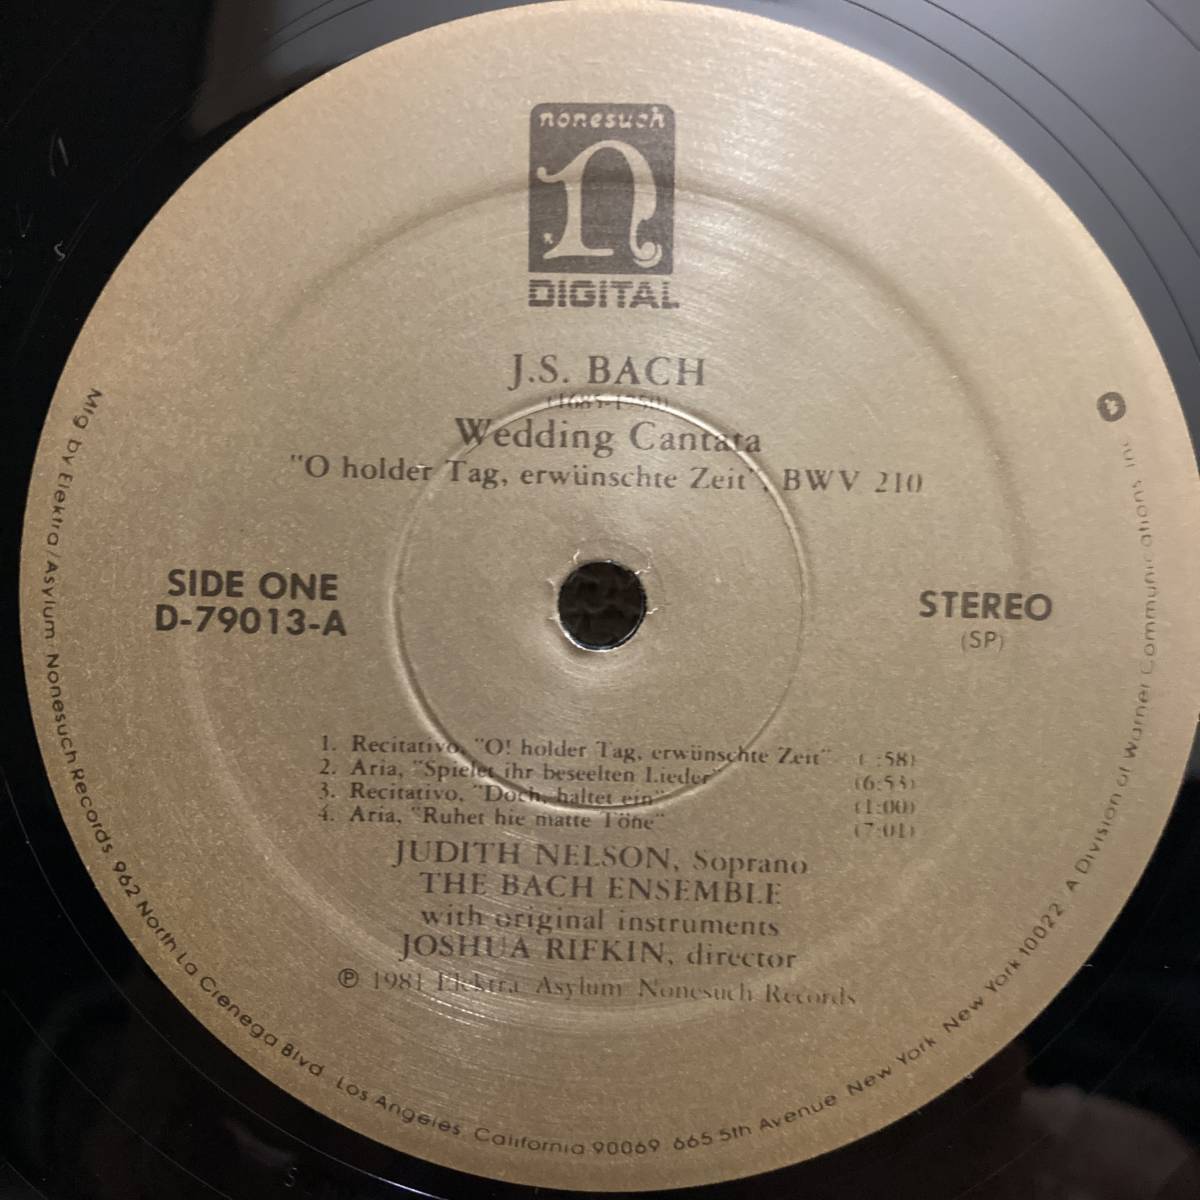 nonesuch
n
DIGITAL
J.S. BACH
(1685-1750)
Wedding Cantata
"O holder Tag, erwünschte Zeit", BWV 210
SIDE ONE
D-79013-A
STEREO
(SP)
1. Recitativo, "O! holder Tag, erwünschte Zeit" ( :58)
2. Aria, "Spielet ihr beseelten Lieder" (6:53)
3. Recitativo, "Doch, haltet ein" (1:00)
4. Aria, "Ruhet hie matte Töne" (7:01)
JUDITH NELSON, Soprano
THE BACH ENSEMBLE
with original instruments
JOSHUA RIFKIN, director
℗ 1981 Elektra Asylum Nonesuch Records
Mfg by Elektra/Asylum Nonesuch Records, 962 North La Cienega Blvd. Los Angeles, California 90069 665 5th Avenue New York New York 10022 A Division of Warner Communications Inc